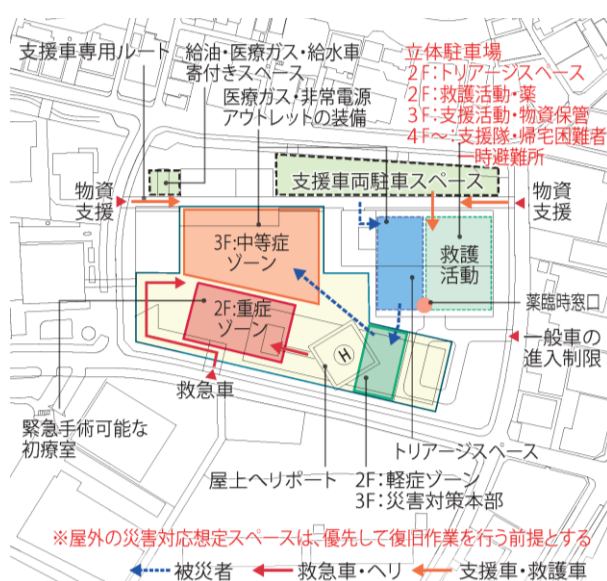 支援車専用ルート
給油・医療ガス・給水車
寄付きスペース
医療ガス・非常電源
アウトレットの装備
立体駐車場
2F：トリアージスペース
2F：救護活動・薬
3F：支援活動・物資保管
4F～：支援隊・帰宅困難者
一時避難所
支援車両駐車スペース
物資
支援
物資
支援
3F：中等症
ゾーン
救護
活動
2F：重症
ゾーン
薬臨時窓口
一般車の
進入制限
H
救急車
緊急手術可能な
初療室
トリアージスペース
屋上ヘリポート
2F：軽症ゾーン
3F：災害対策本部
※屋外の災害対応想定スペースは、優先して復旧作業を行う前提とする
被災者
救急車・ヘリ
支援車・救護車